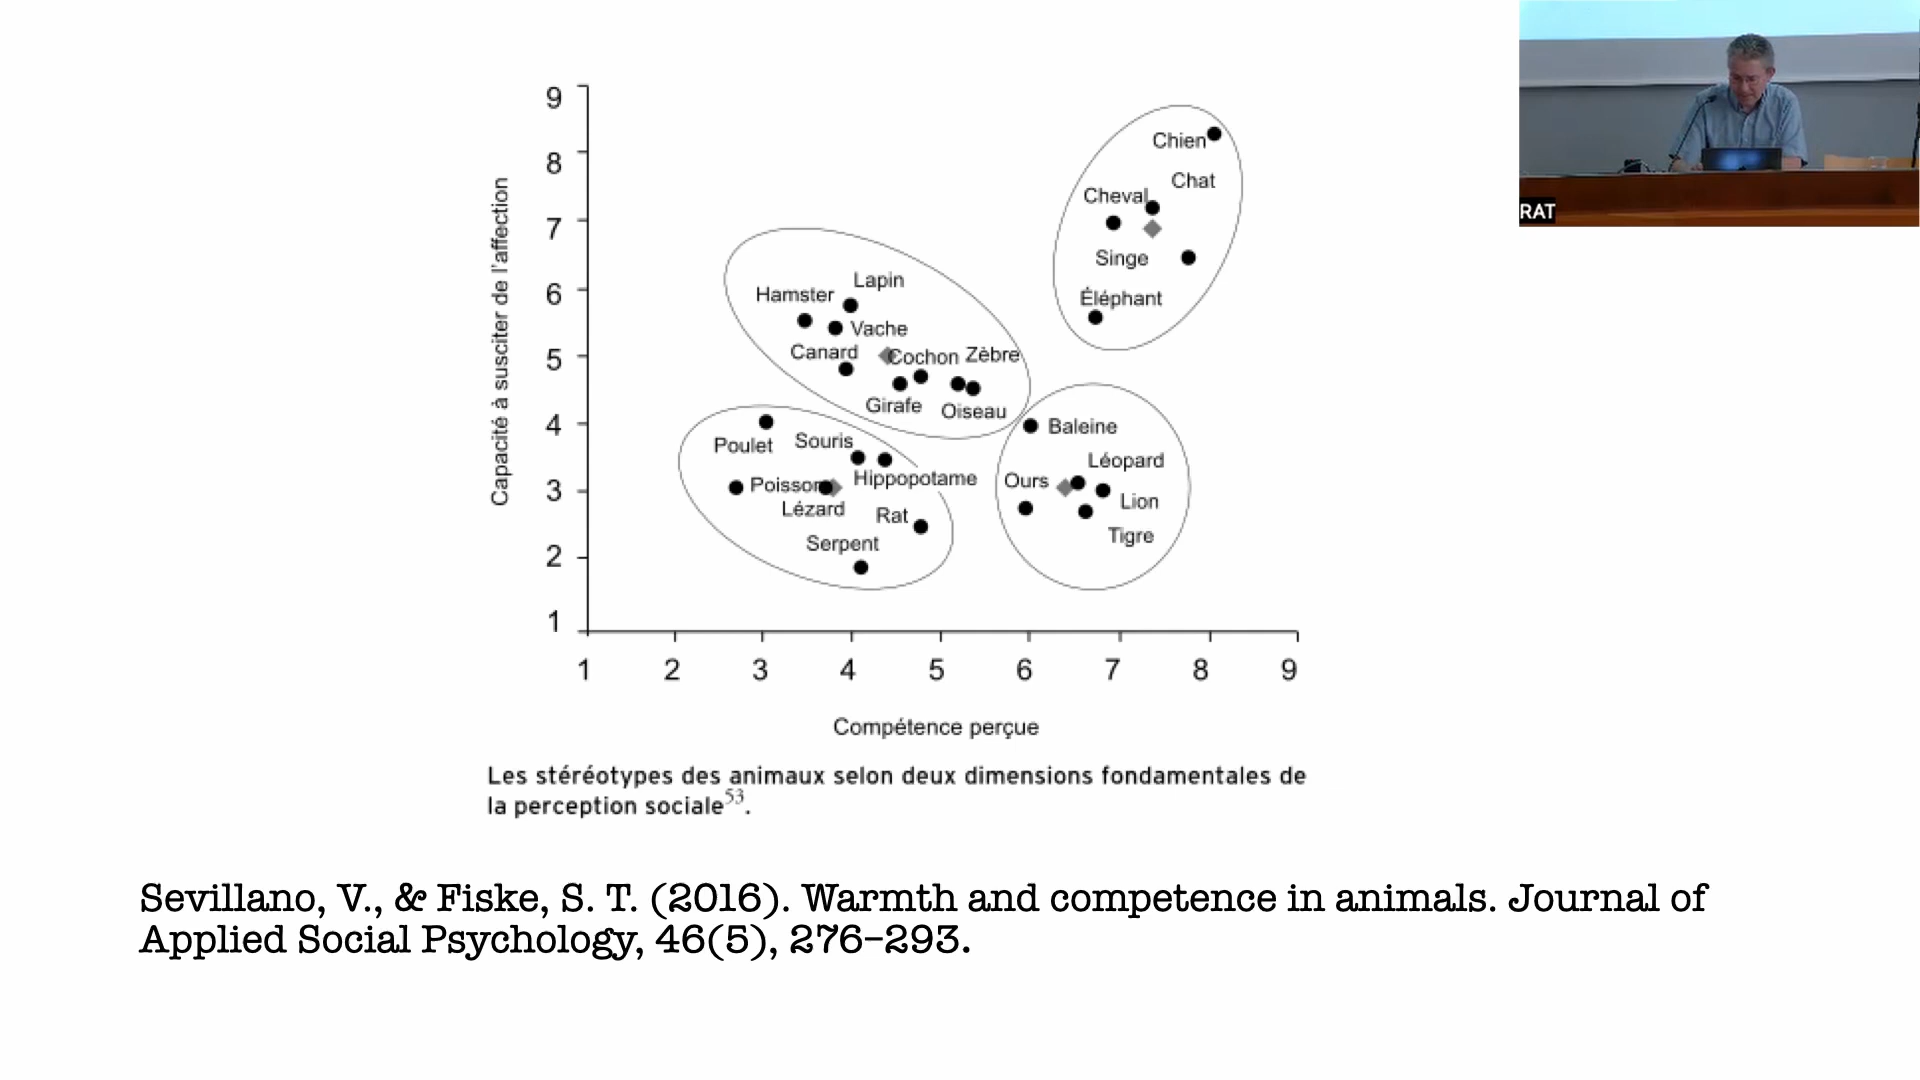 9
8
7
6
5
4
3
2
1
Capacité à susciter de l'affection
Chien
Chat
Cheval
Singe
Éléphant
Lapin
Hamster
Vache
Canard
Cochon Zèbre
Girafe
Oiseau
Poulet
Souris
Hippopotame
Poisson
Lézard
Rat
Serpent
Baleine
Léopard
Ours
Lion
Tigre
1 2 3 4 5 6 7 8 9
Compétence perçue
Les stéréotypes des animaux selon deux dimensions fondamentales de
la perception sociale53.
Sevillano, V., & Fiske, S. T. (2016). Warmth and competence in animals. Journal of
Applied Social Psychology, 46(5), 276–293.
RAT